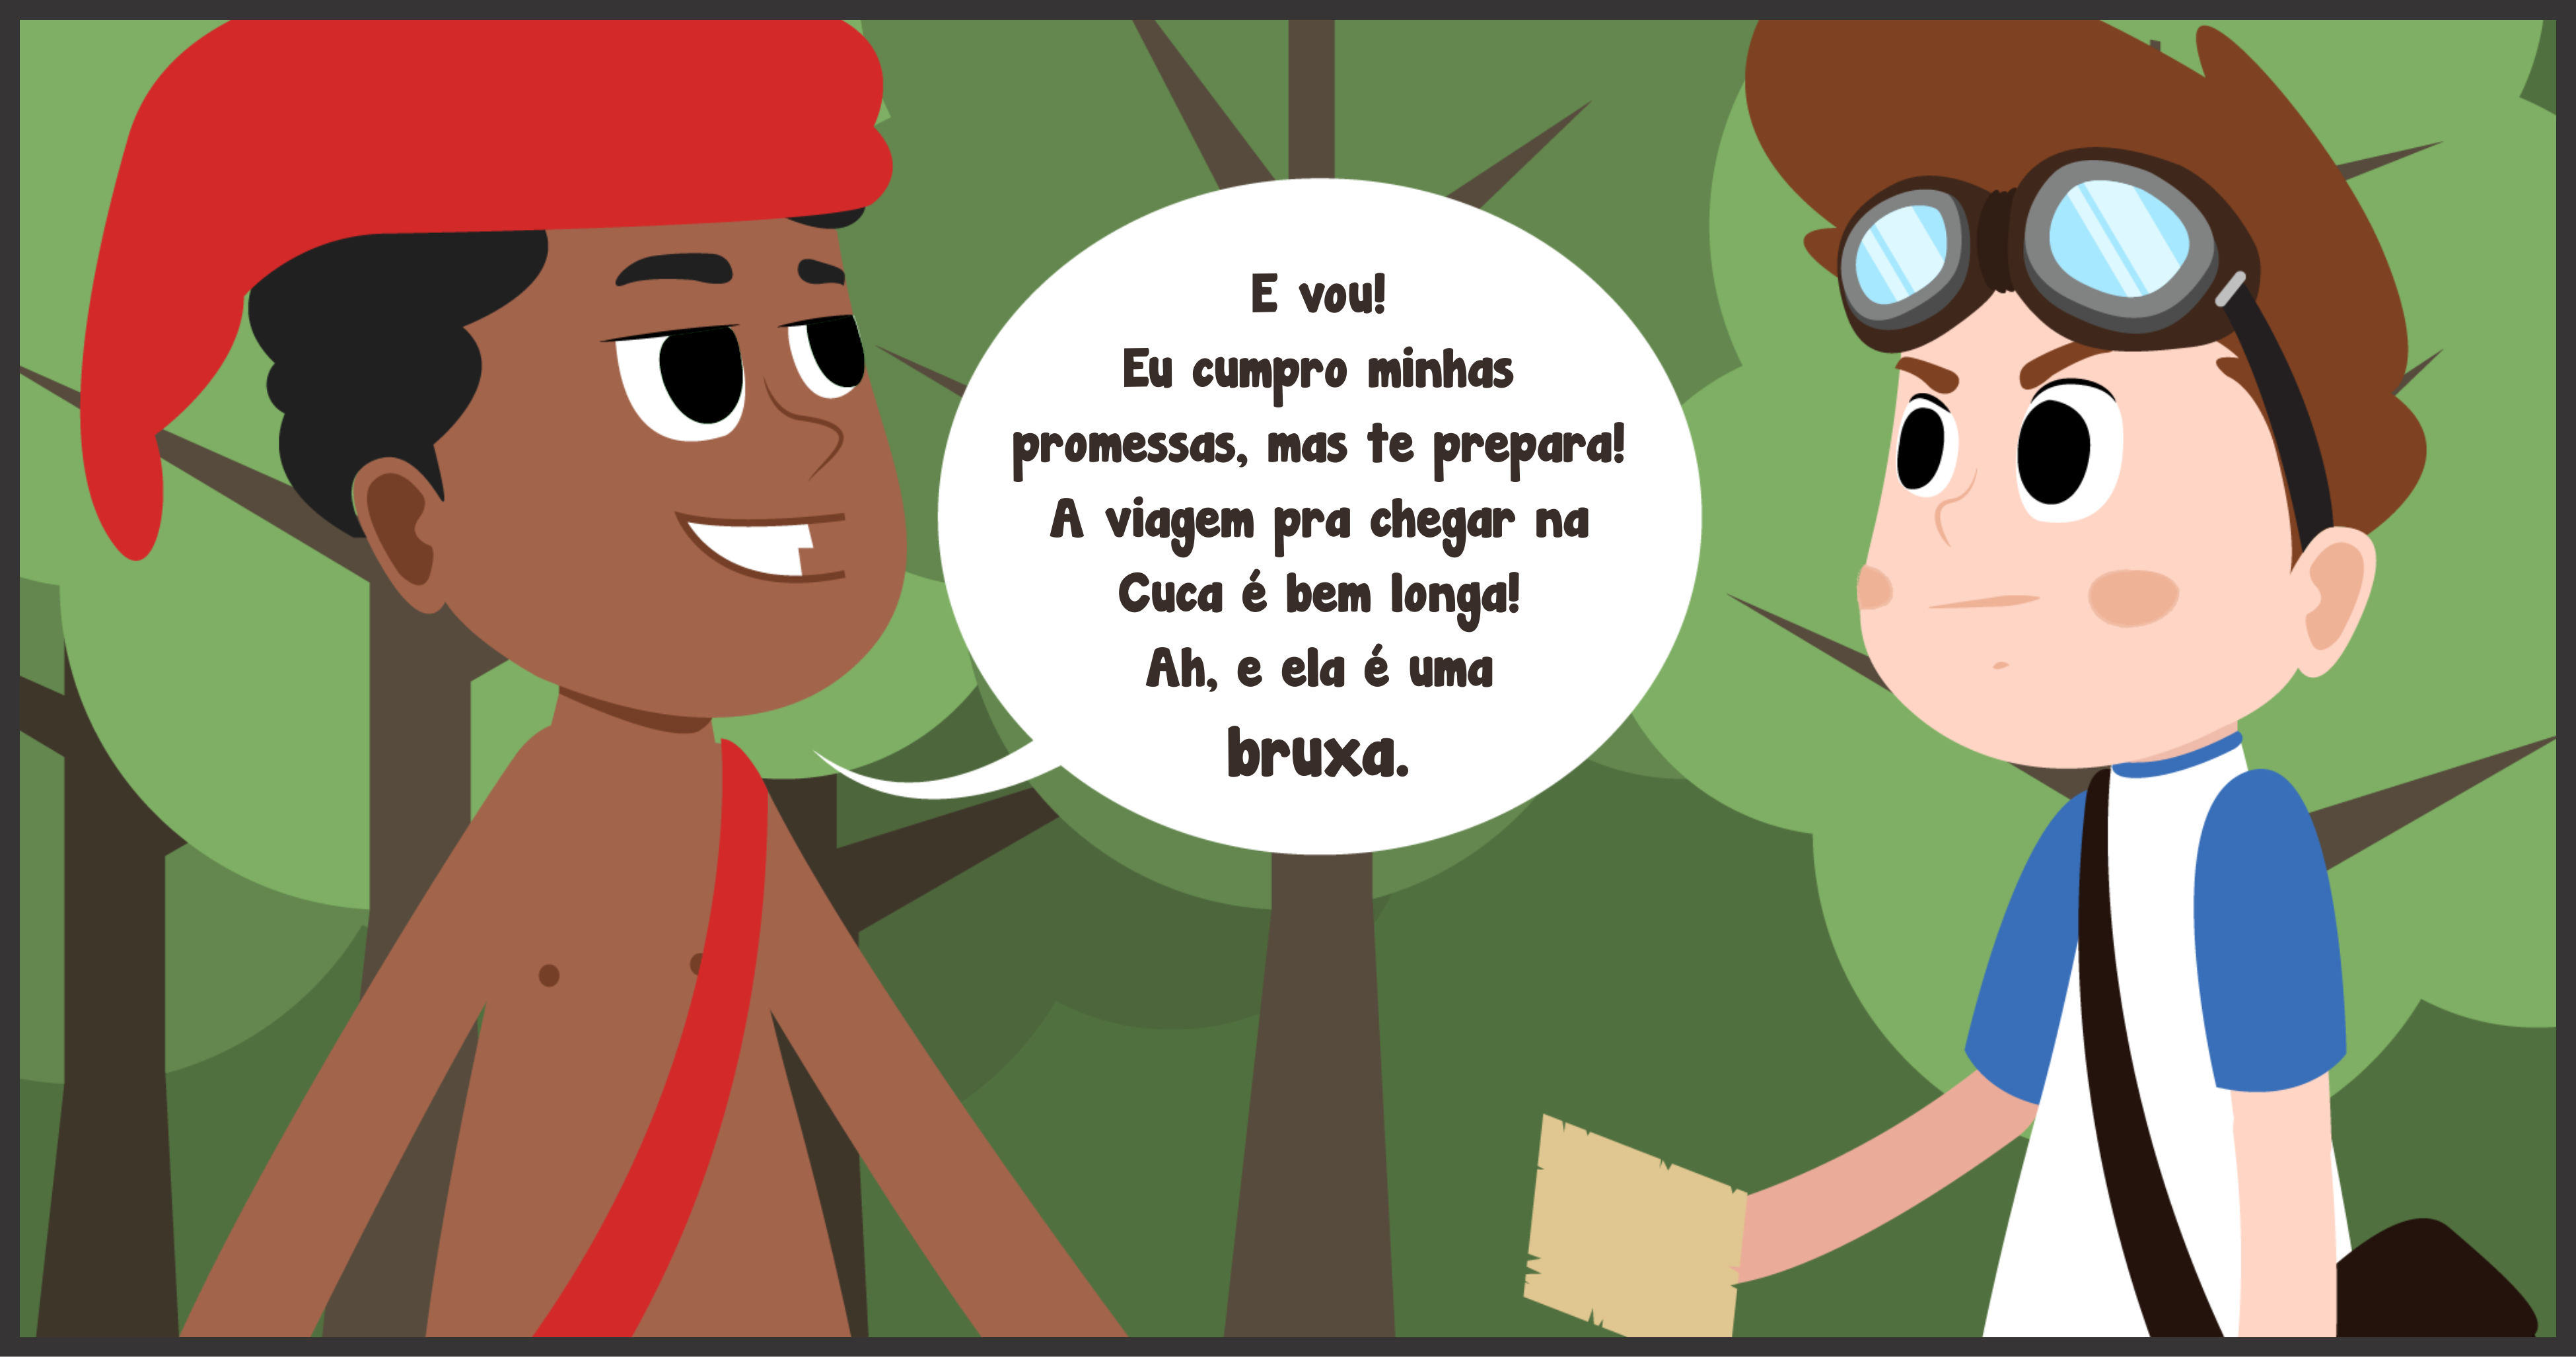 E vou!
Eu cumpro minhas
promessas, mas te prepara!
A viagem pra chegar na
Cuca é bem longa!
Ah, e ela é uma
bruxa.